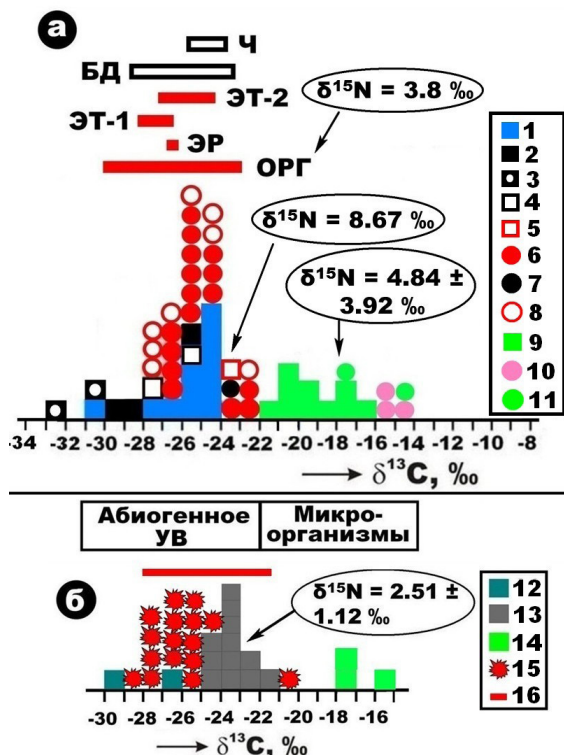 а
Ч
БД
ЭТ-2
ЭТ-1
ЭР
ОРГ
δ¹⁵N = 3.8 ‰
δ¹⁵N = 8.67 ‰
δ¹⁵N = 4.84 ±
3.92 ‰
1
2
3
4
5
6
7
8
9
10
11
-34 -32 -30 -28 -26 -24 -22 -20 -18 -16 -14 -12 -10 -8
δ¹³C, ‰
Абиогенное
УВ
Микро-
организмы
б
δ¹⁵N = 2.51 ±
1.12 ‰
12
13
14
15
16
-30 -28 -26 -24 -22 -20 -18 -16
δ¹³C, ‰